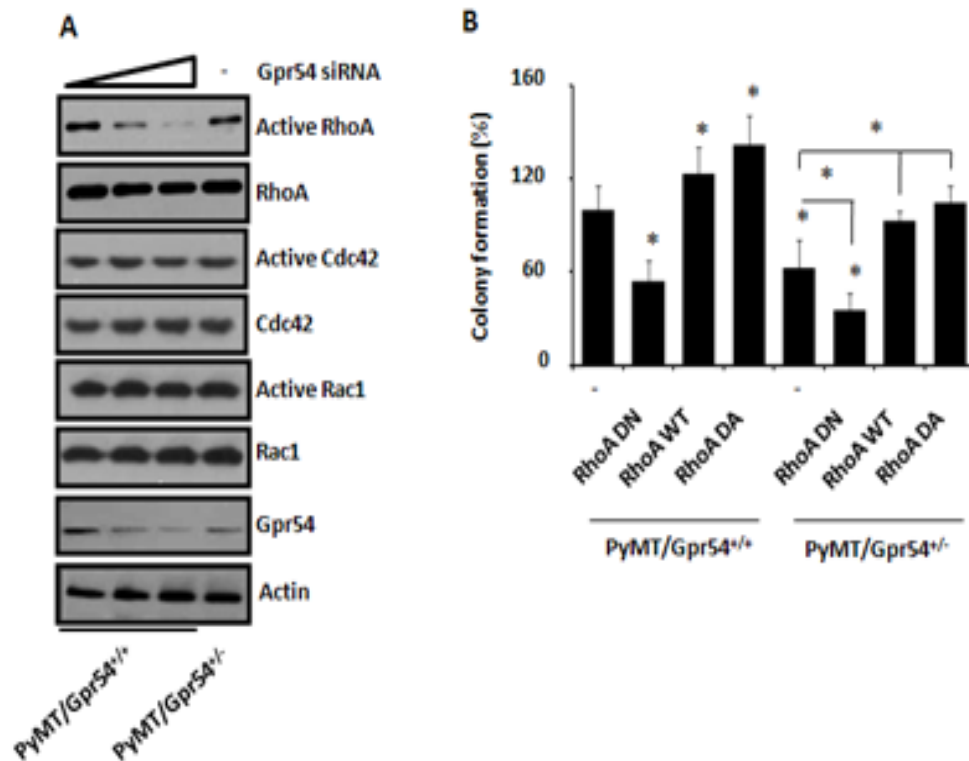 A
- Gpr54 siRNA
Active RhoA
RhoA
Active Cdc42
Cdc42
Active Rac1
Rac1
Gpr54
Actin
PyMT/Gpr54+/+
PyMT/Gpr54+/-
B
Colony formation (%)
160
120
60
0
* * * * * * *
- RhoA DN RhoA WT RhoA DA - RhoA DN RhoA WT RhoA DA
PyMT/Gpr54+/+ PyMT/Gpr54+/-